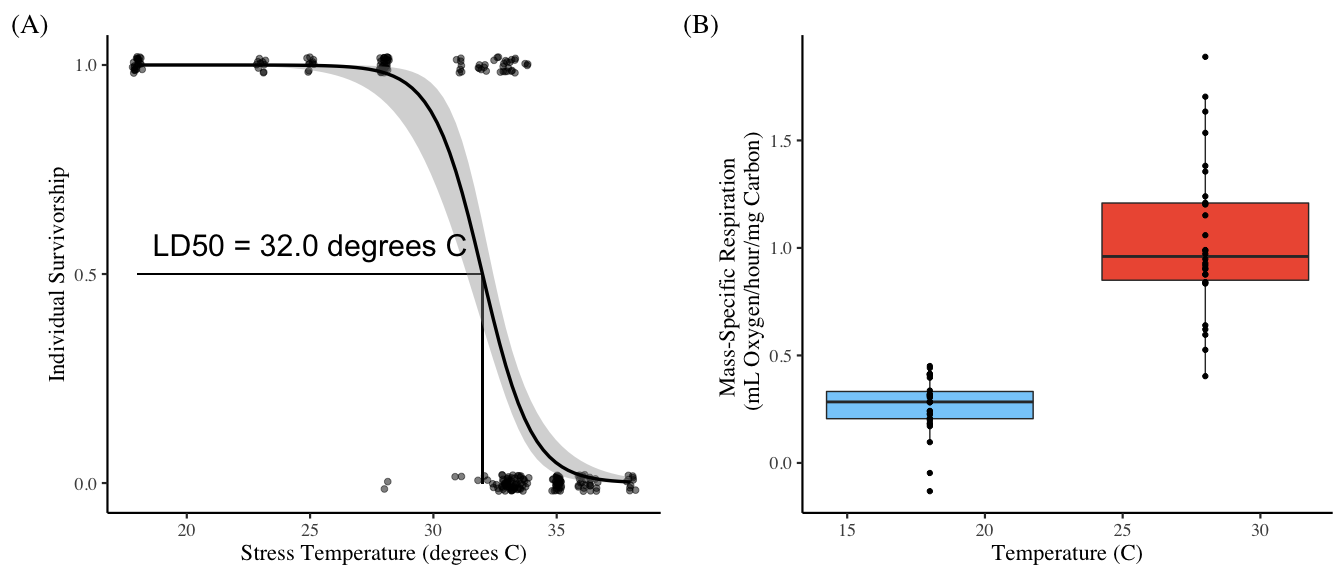 (A)
Individual Survivorship
1.0
0.5
0.0
LD50 = 32.0 degrees C
20 25 30 35
Stress Temperature (degrees C)
(B)
Mass-Specific Respiration
(mL Oxygen/hour/mg Carbon)
1.5
1.0
0.5
0.0
15 20 25 30
Temperature (C)